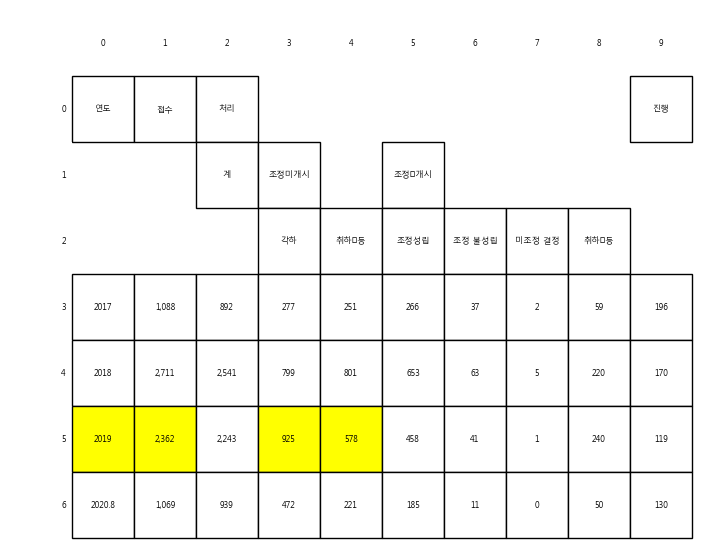 0 1 2 3 4 5 6 7 8 9
0 연도 접수 처리 진행
1 계 조정미개시 조정□개시
2 각하 취하□등 조정성립 조정 불성립 미조정 결정 취하□등
3 2017 1,088 892 277 251 266 37 2 59 196
4 2018 2,711 2,541 799 801 653 63 5 220 170
5 2019 2,362 2,243 925 578 458 41 1 240 119
6 2020.8 1,069 939 472 221 185 11 0 50 130